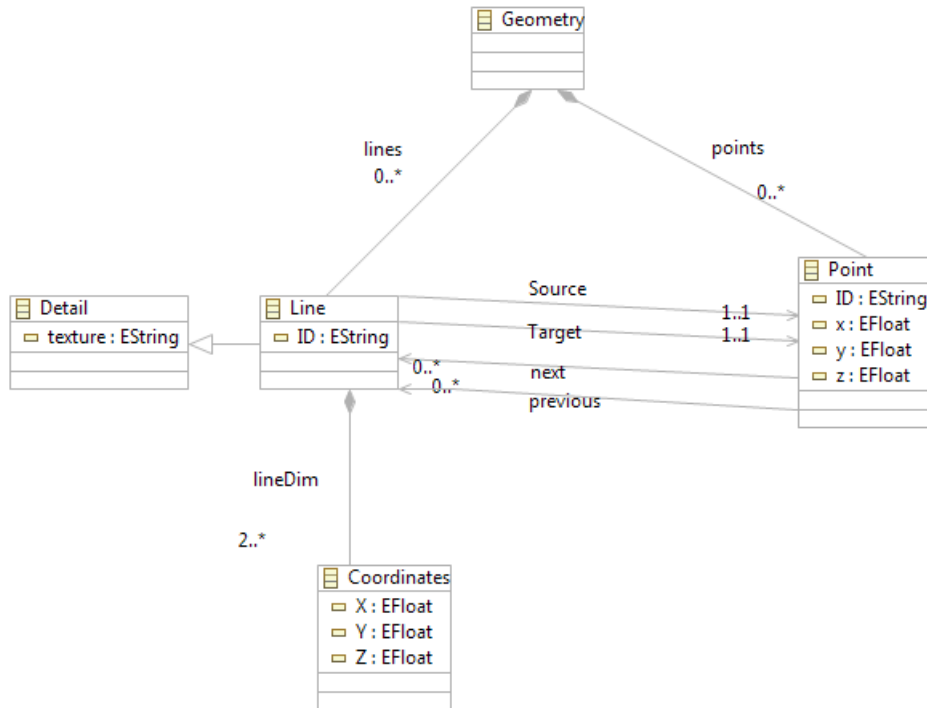 Geometry
lines
0..*
points
0..*
Detail
texture : EString
Line
ID : EString
Source
1..1
Target
1..1
0..*
next
0..*
previous
Point
ID : EString
x : EFloat
y : EFloat
z : EFloat
lineDim
2..*
Coordinates
X : EFloat
Y : EFloat
Z : EFloat